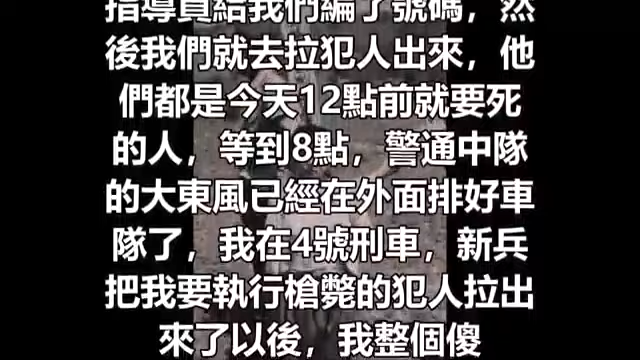 指導員給我們編了號碼，然
後我們就去拉犯人出來，他
們都是今天12點前就要死
的人，等到8點，警通中隊
的大東風已經在外面排好車
隊了，我在4號刑車，新兵
把我要執行槍斃的犯人拉出
來了以後，我整個傻